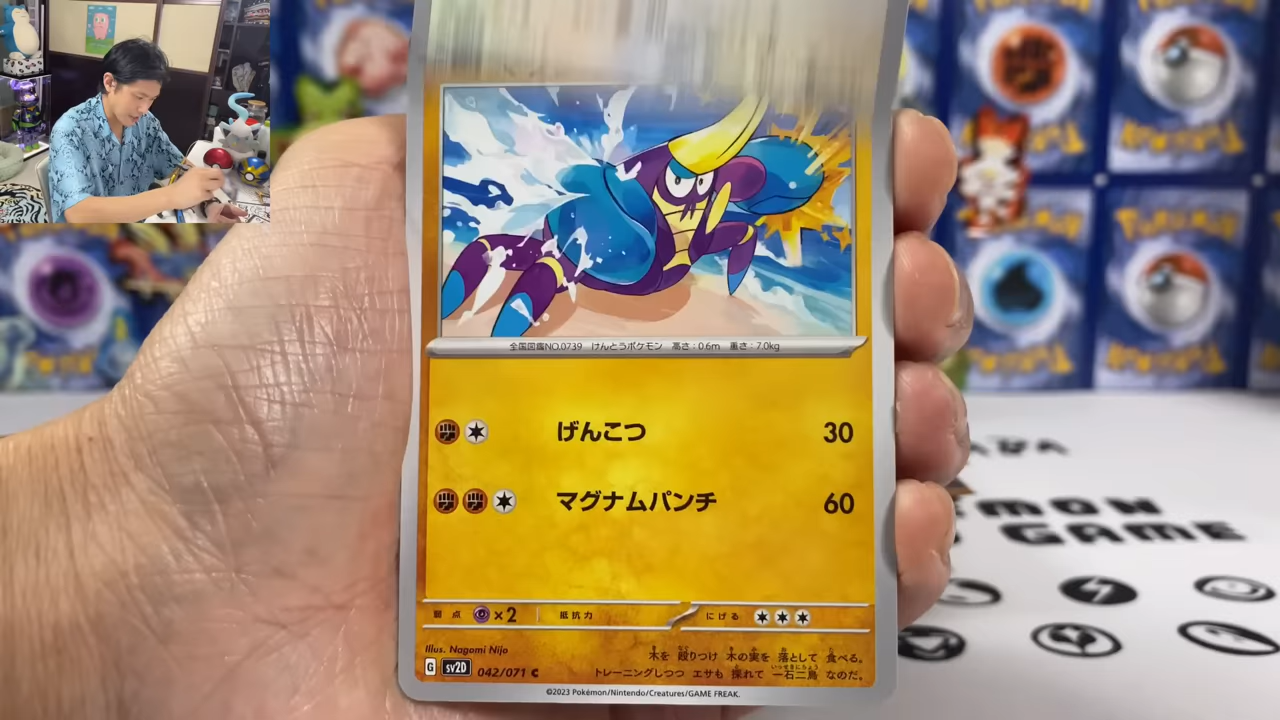 全国図鑑NO.0739 けんとうポケモン 高さ:0.6m 重さ:7.0kg
げんこつ 30
マグナムパンチ 60
弱点 ×2 抵抗力 にげる
Illus. Nagomi Nijo
木を 殴りつけ 木の実を 落として 食べる。
トレーニングしつつ エサも 採れて 一石二鳥 なのだ。
G sv2D 042/071 C
©2023 Pokémon/Nintendo/Creatures/GAME FREAK.
GAME